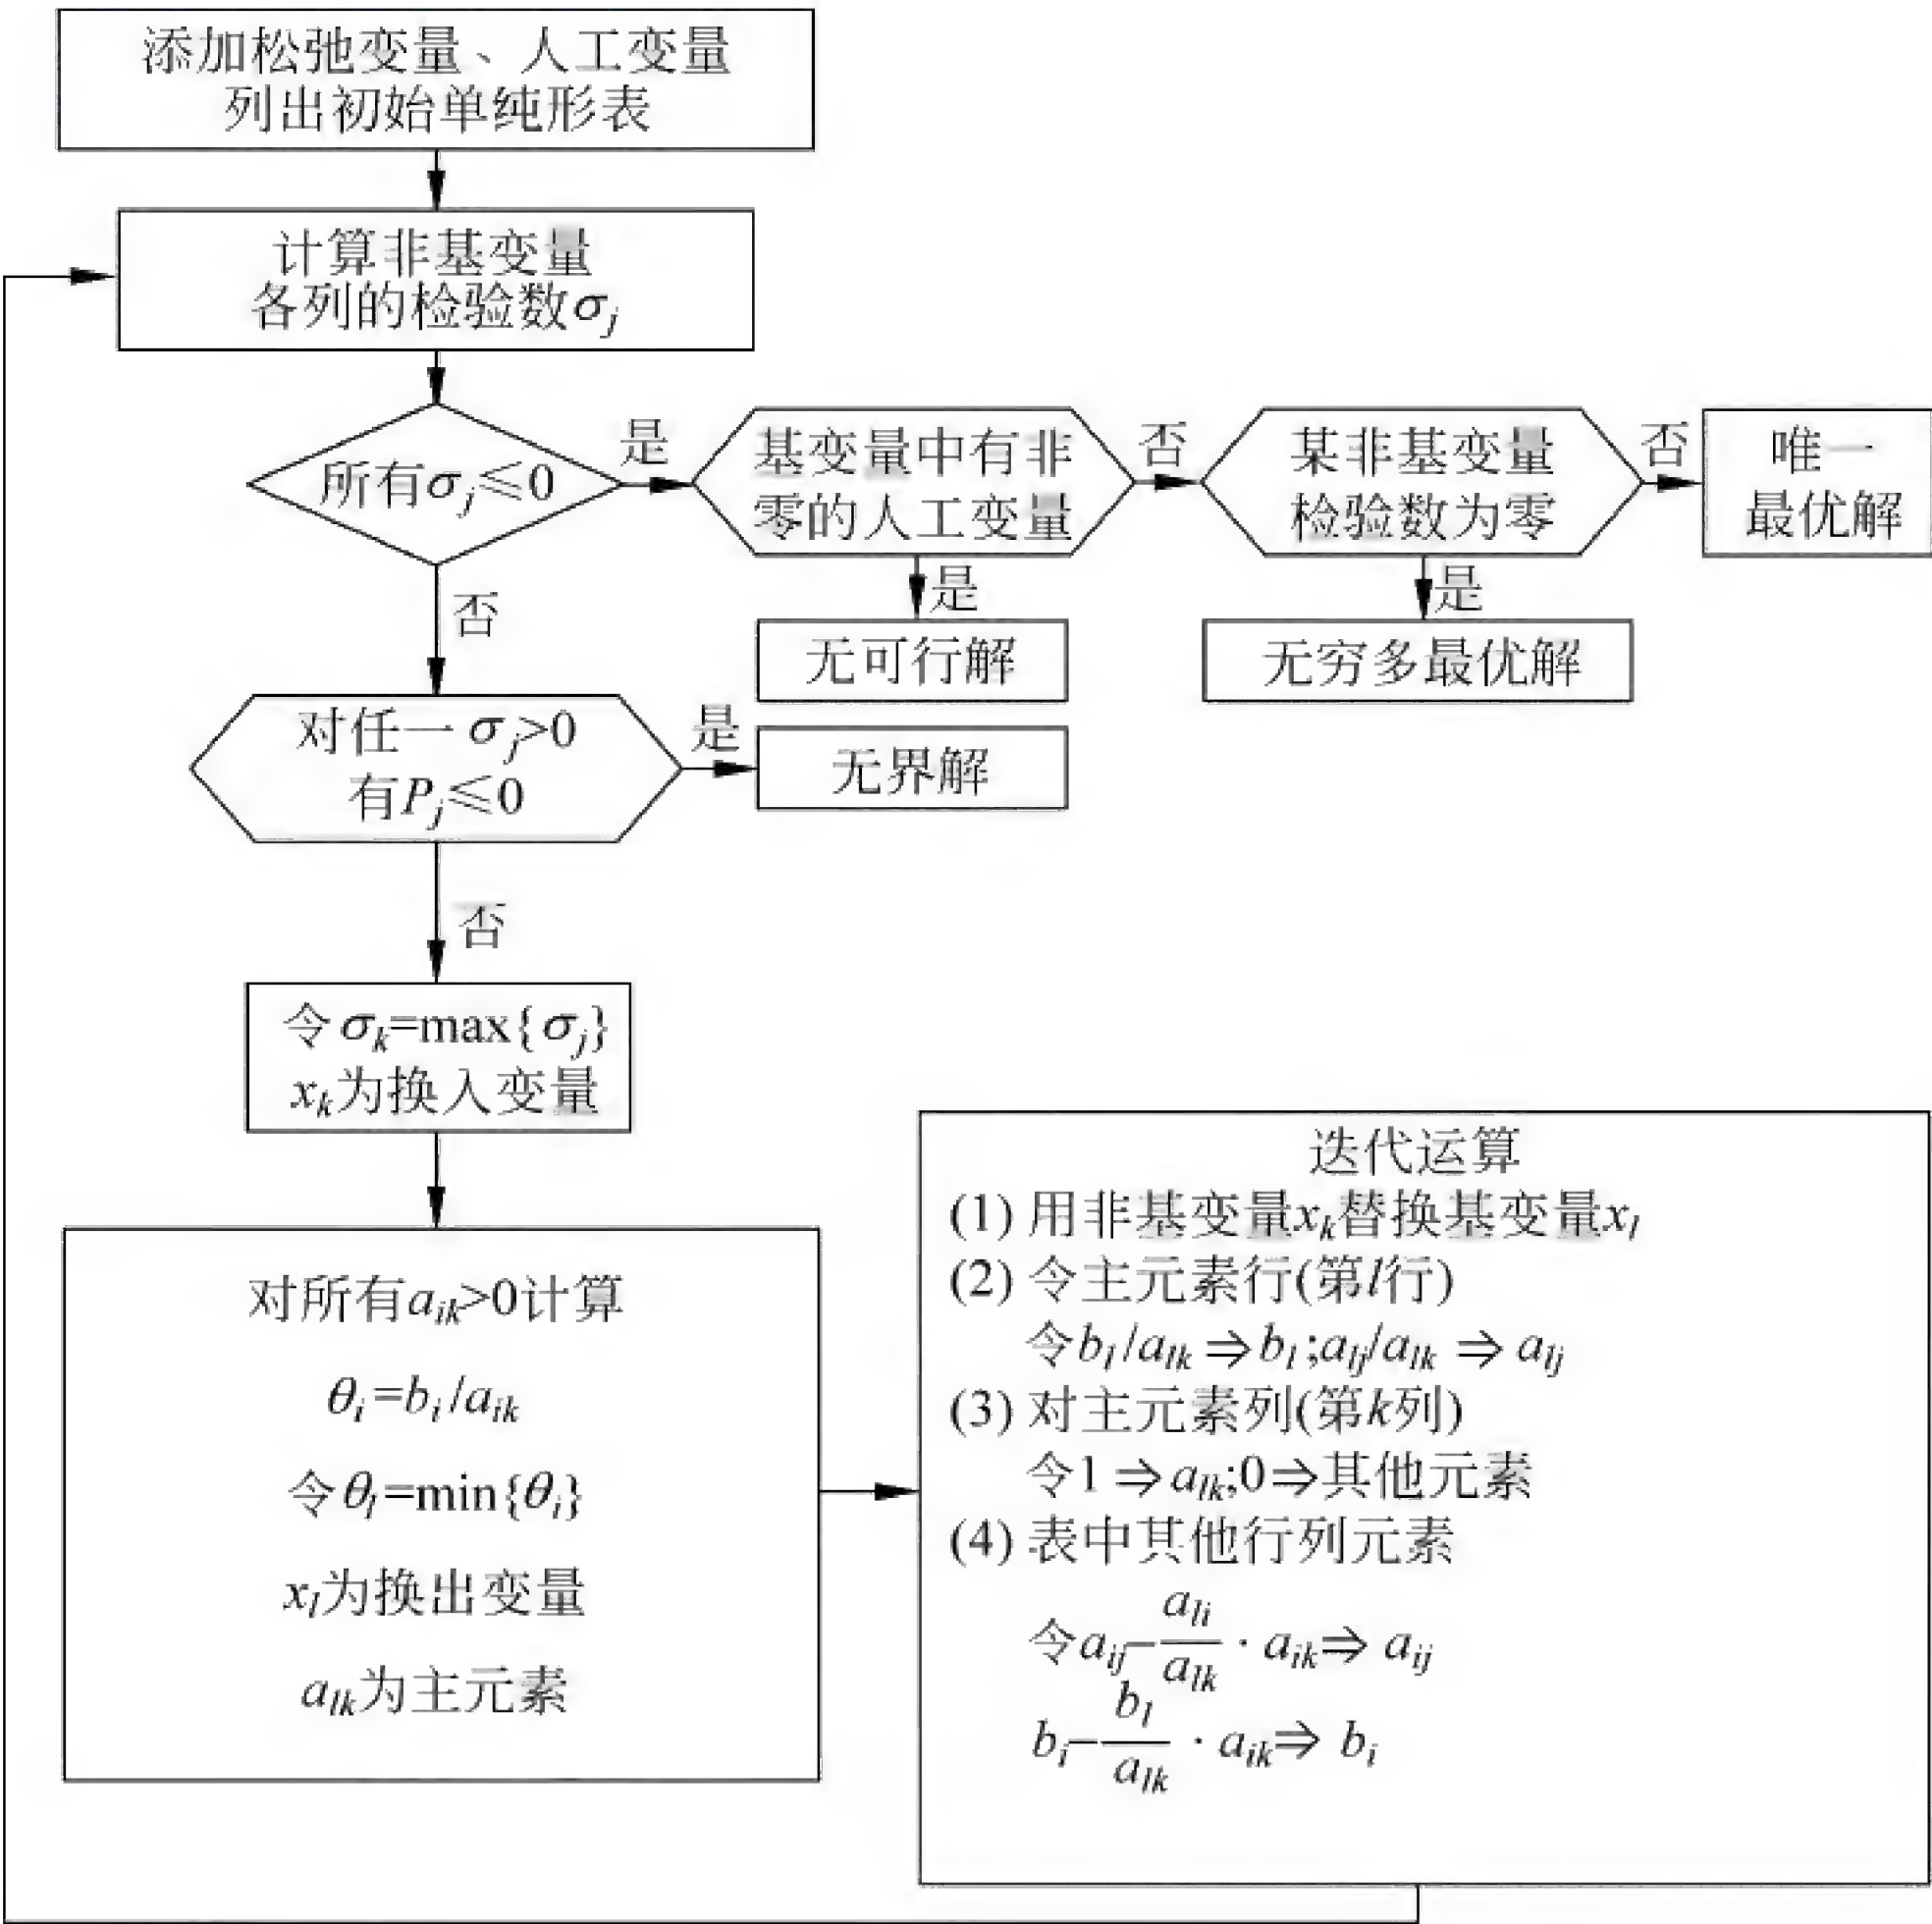 添加松弛变量、人工变量
列出初始单纯形表
计算非基变量
各列的检验数σj
所有σj≤0
是
基变量中有非
零的人工变量
否
某非基变量
检验数为零
否
唯一
最优解
否
是
是
无可行解
无穷多最优解
对任一σj>0
有Pj≤0
是
无界解
否
令σk=max{σj}
xk为换入变量
对所有aik>0计算
θi=bi/aik
令θl=min{θi}
xl为换出变量
alk为主元素
迭代运算
(1) 用非基变量xk替换基变量xl
(2) 令主元素行(第l行)
令bl/alk⇒bl;alj/alk⇒alj
(3) 对主元素列(第k列)
令1⇒alk;0⇒其他元素
(4) 表中其他行列元素
令aij−ali/alk·aik⇒aij
bi−bl/alk·aik⇒bi